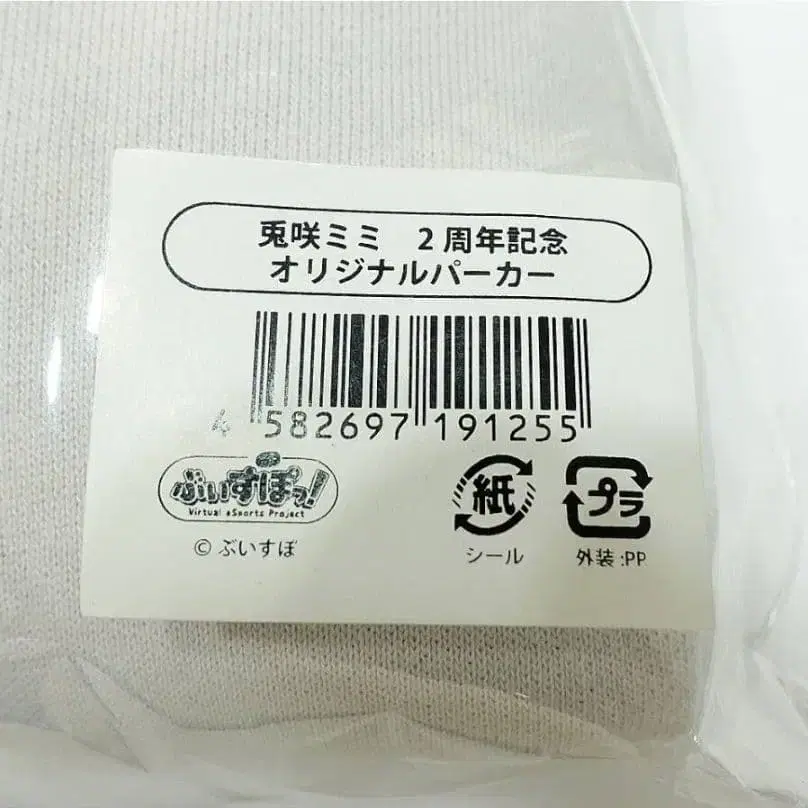 兎咲ミミ　2周年記念
オリジナルパーカー
4 582697 191255
ぶいすぽっ!
Virtual eSports Project
© ぶいすぽ
紙
シール
プラ
外装:PP